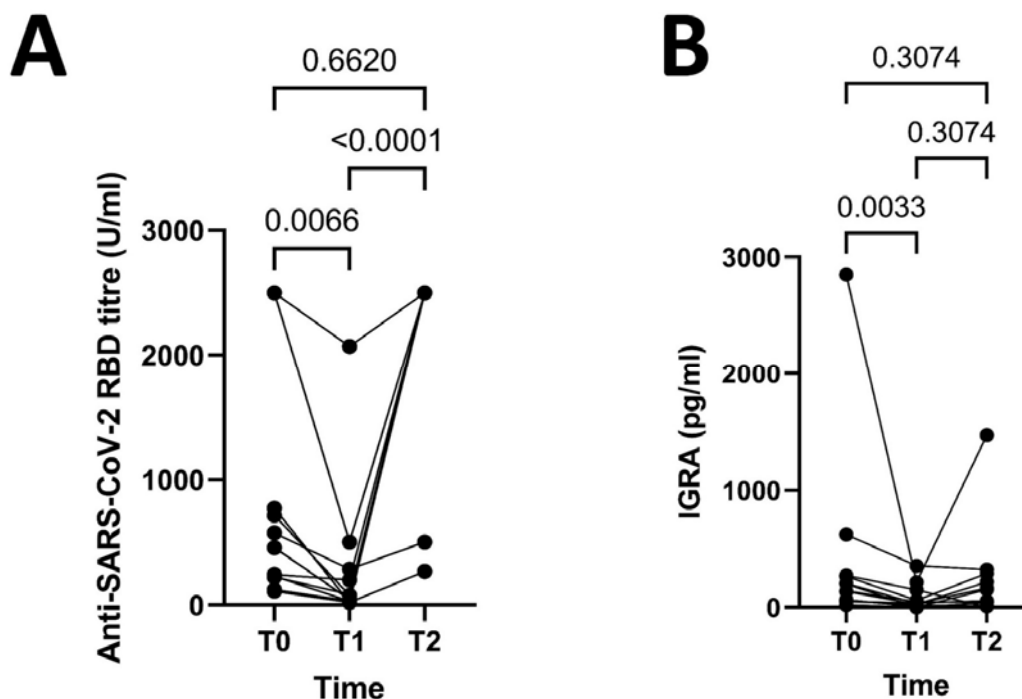 A
0.6620
<0.0001
0.0066
Anti-SARS-CoV-2 RBD titre (U/ml)
3000
2000
1000
0
T0 T1 T2
Time
B
0.3074
0.3074
0.0033
IGRA (pg/ml)
3000
2000
1000
0
T0 T1 T2
Time